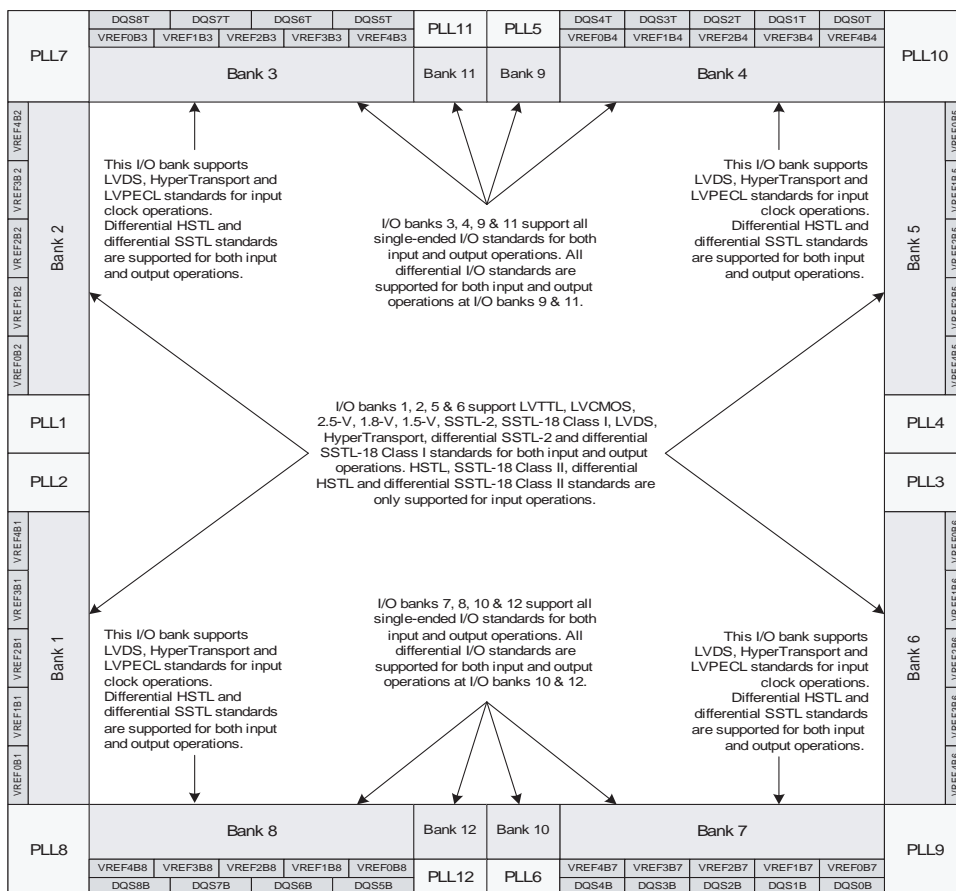 DQS8T DQS7T DQS6T DQS5T
VREF0B3 VREF1B3 VREF2B3 VREF3B3 VREF4B3
PLL11 PLL5
DQS4T DQS3T DQS2T DQS1T DQS0T
VREF0B4 VREF1B4 VREF2B4 VREF3B4 VREF4B4
PLL7
Bank 3
Bank 11
Bank 9
Bank 4
PLL10
VREF4B2
VREF3B2
VREF2B2
VREF1B2
VREF0B2
Bank 2
This I/O bank supports
LVDS, HyperTransport and
LVPECL standards for input
clock operations.
Differential HSTL and
differential SSTL standards
are supported for both input
and output operations.
I/O banks 3, 4, 9 & 11 support all
single-ended I/O standards for both
input and output operations. All
differential I/O standards are
supported for both input and output
operations at I/O banks 9 & 11.
This I/O bank supports
LVDS, HyperTransport and
LVPECL standards for input
clock operations.
Differential HSTL and
differential SSTL standards
are supported for both input
and output operations.
Bank 5
VREF0B5
VREF1B5
VREF2B5
VREF3B5
VREF4B5
PLL1
PLL2
I/O banks 1, 2, 5 & 6 support LVTTL, LVCMOS,
2.5-V, 1.8-V, 1.5-V, SSTL-2, SSTL-18 Class I, LVDS,
HyperTransport, differential SSTL-2 and differential
SSTL-18 Class I standards for both input and output
operations. HSTL, SSTL-18 Class II, differential
HSTL and differential SSTL-18 Class II standards are
only supported for input operations.
PLL4
PLL3
VREF4B1
VREF3B1
VREF2B1
VREF1B1
VREF0B1
Bank 1
This I/O bank supports
LVDS, HyperTransport and
LVPECL standards for input
clock operations.
Differential HSTL and
differential SSTL standards
are supported for both input
and output operations.
I/O banks 7, 8, 10 & 12 support all
single-ended I/O standards for both
input and output operations. All
differential I/O standards are
supported for both input and output
operations at I/O banks 10 & 12.
This I/O bank supports
LVDS, HyperTransport and
LVPECL standards for input
clock operations.
Differential HSTL and
differential SSTL standards
are supported for both input
and output operations.
Bank 6
VREF0B6
VREF1B6
VREF2B6
VREF3B6
VREF4B6
PLL8
Bank 8
Bank 12
Bank 10
Bank 7
PLL9
VREF4B8 VREF3B8 VREF2B8 VREF1B8 VREF0B8
DQS8B DQS7B DQS6B DQS5B
PLL12 PLL6
VREF4B7 VREF3B7 VREF2B7 VREF1B7 VREF0B7
DQS4B DQS3B DQS2B DQS1B DQS0B